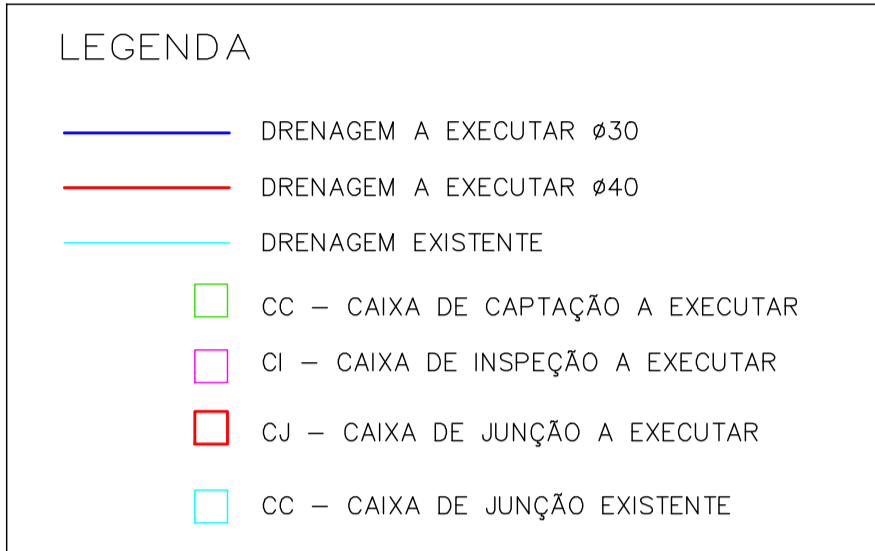 LEGENDA
DRENAGEM A EXECUTAR ø30
DRENAGEM A EXECUTAR ø40
DRENAGEM EXISTENTE
CC – CAIXA DE CAPTAÇÃO A EXECUTAR
CI – CAIXA DE INSPEÇÃO A EXECUTAR
CJ – CAIXA DE JUNÇÃO A EXECUTAR
CC – CAIXA DE JUNÇÃO EXISTENTE